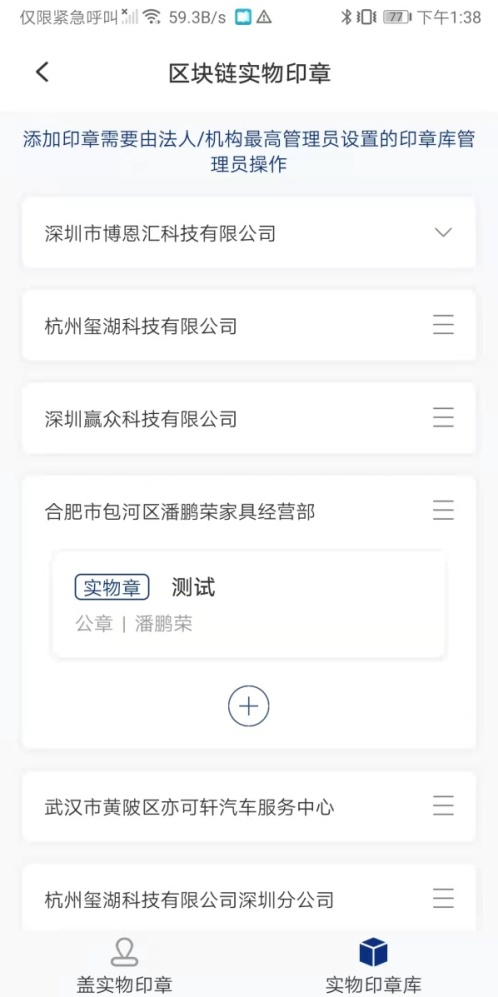 仅限紧急呼叫 59.3B/s 77 下午1:38
区块链实物印章
添加印章需要由法人/机构最高管理员设置的印章库管
理员操作
深圳市博恩汇科技有限公司
杭州玺湖科技有限公司
深圳赢众科技有限公司
合肥市包河区潘鹏荣家具经营部
实物章 测试
公章 | 潘鹏荣
武汉市黄陂区亦可轩汽车服务中心
杭州玺湖科技有限公司深圳分公司
盖实物印章 实物印章库